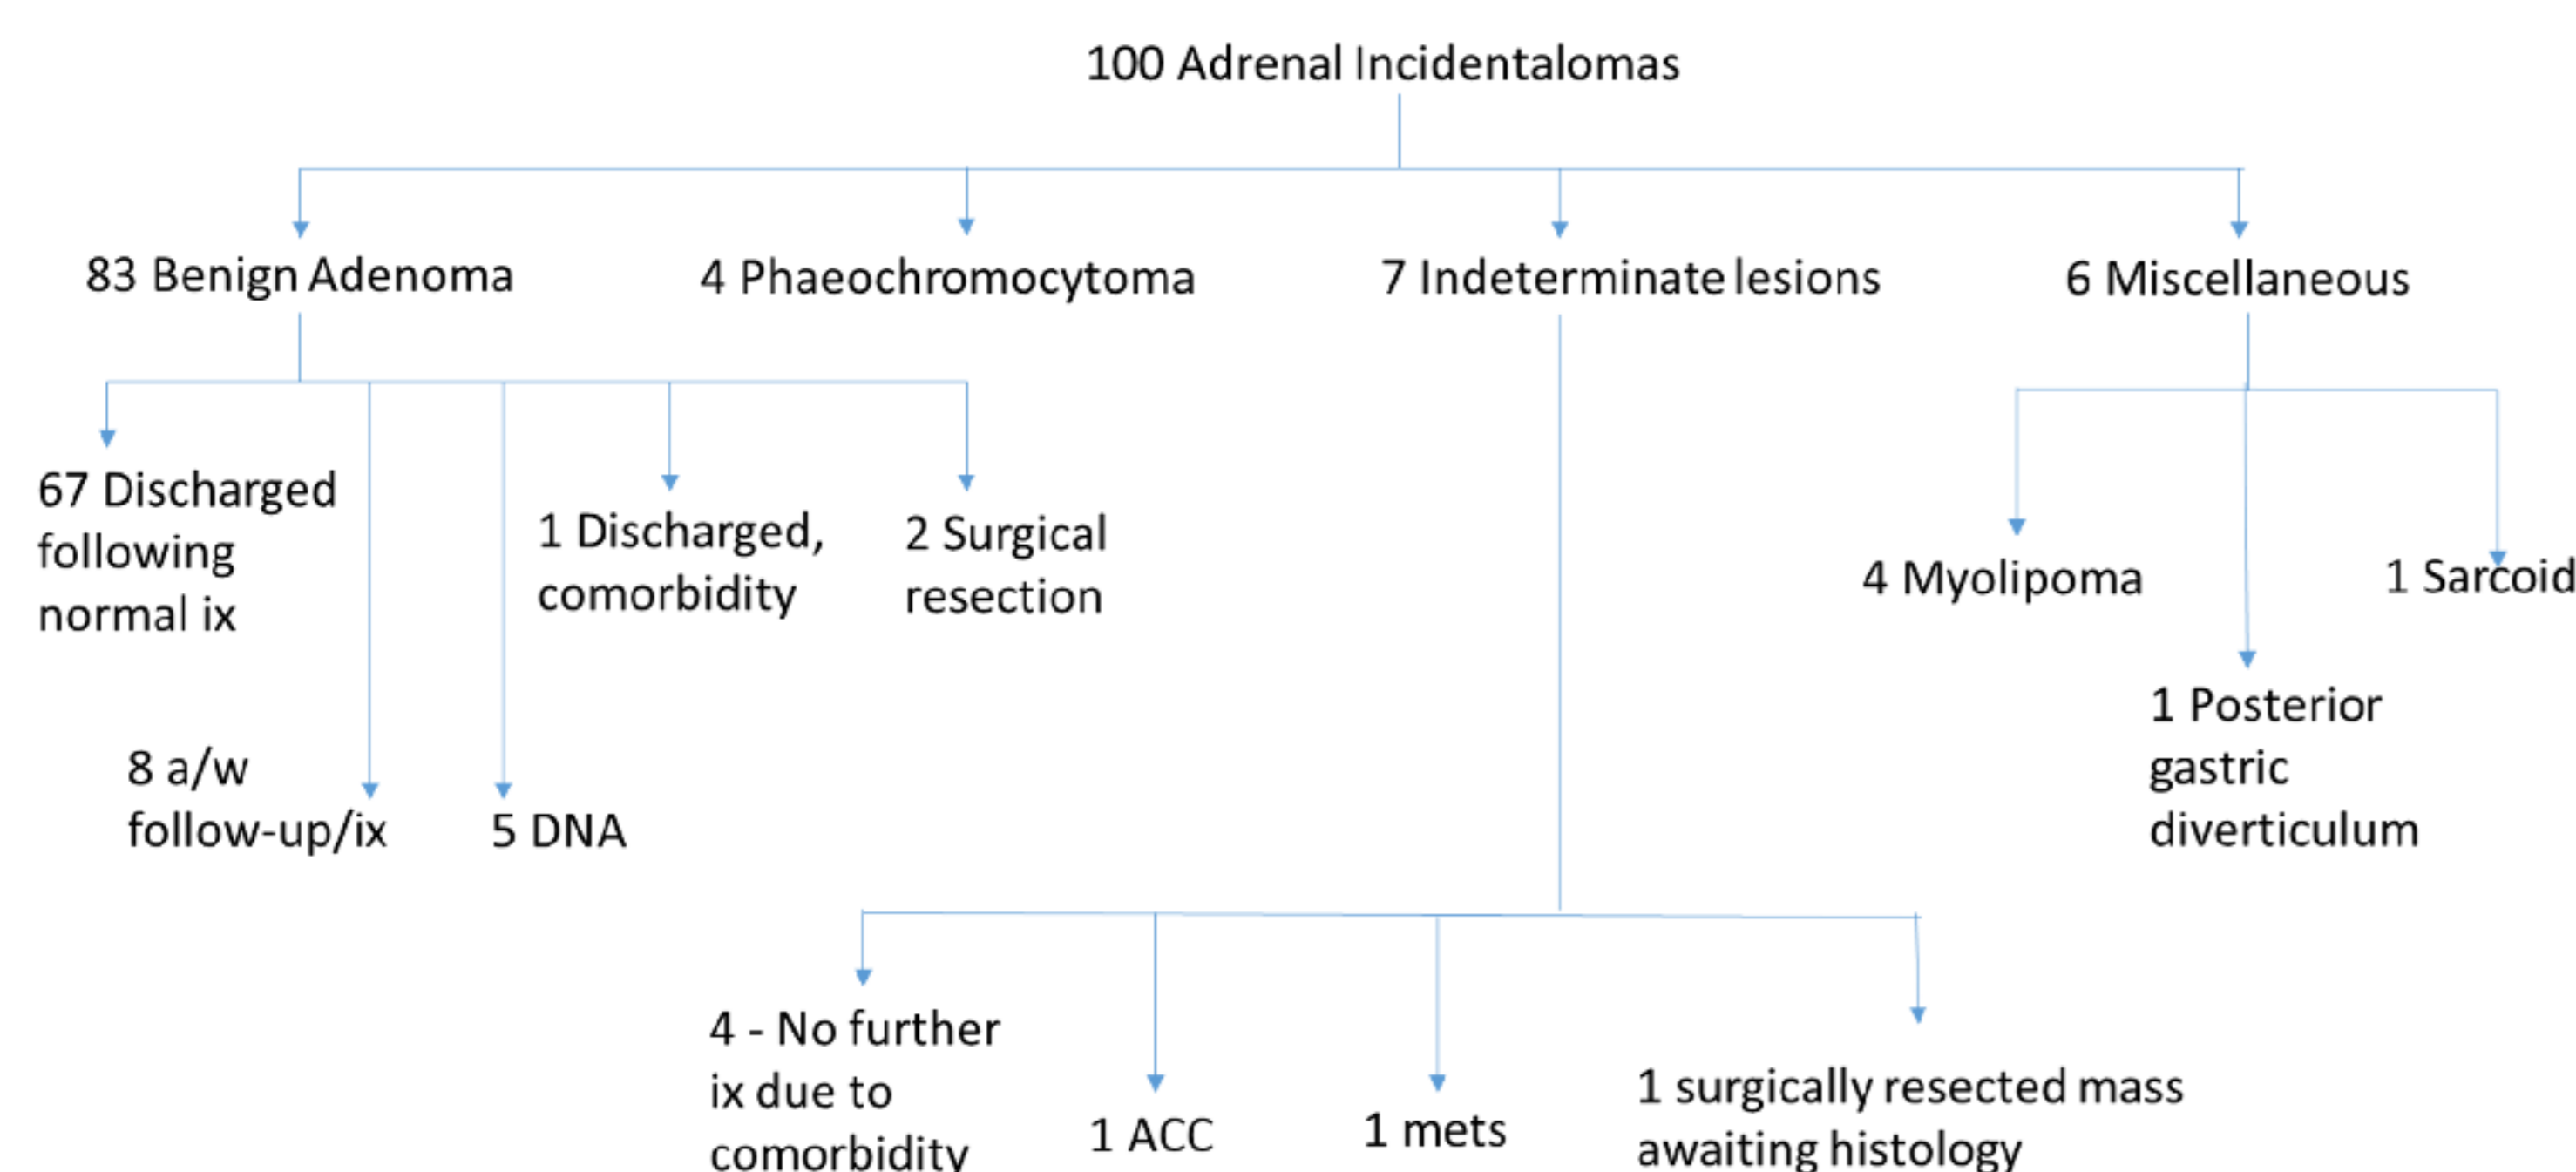 100 Adrenal Incidentalomas
83 Benign Adenoma
4 Phaeochromocytoma
7 Indeterminate lesions
6 Miscellaneous
67 Discharged
following
normal ix
8 a/w
follow-up/ix
5 DNA
1 Discharged,
comorbidity
2 Surgical
resection
4 - No further
ix due to
comorbidity
1 ACC
1 mets
1 surgically resected mass
awaiting histology
4 Myolipoma
1 Posterior
gastric
diverticulum
1 Sarcoid